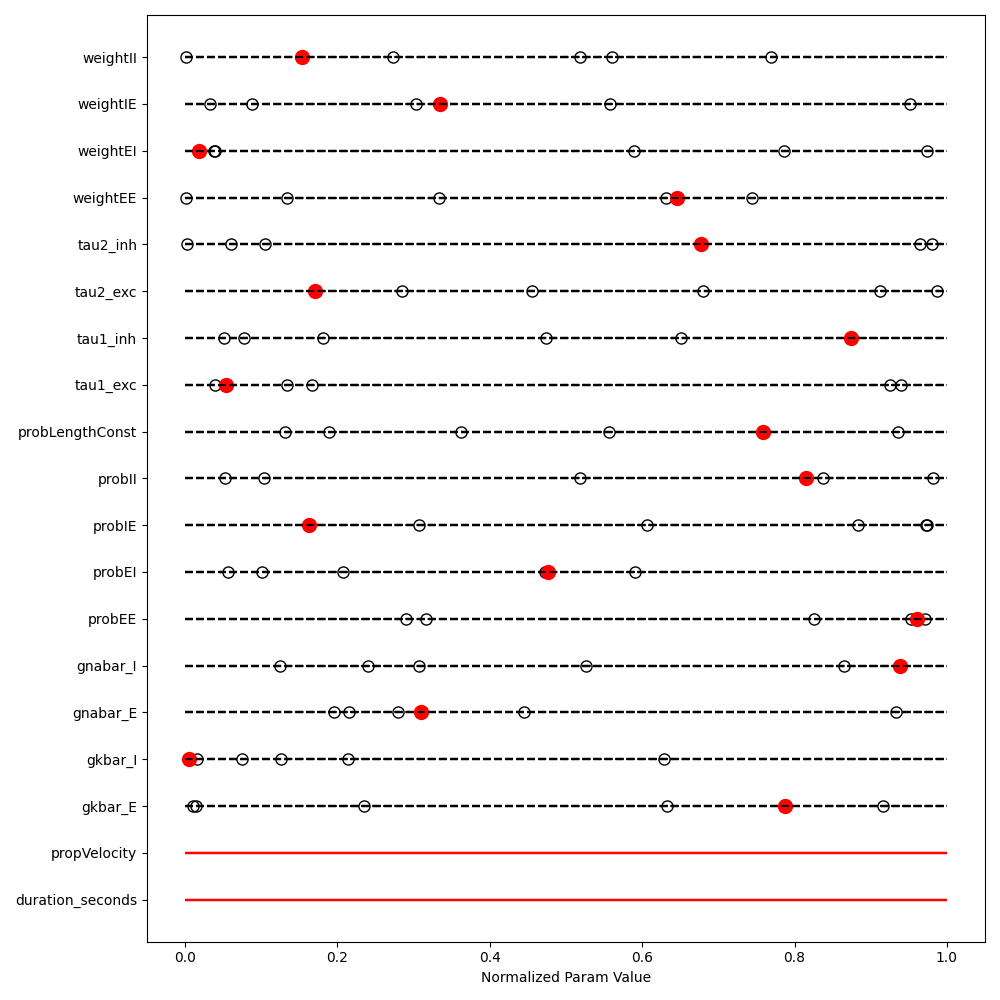 weightII
weightIE
weightEI
weightEE
tau2_inh
tau2_exc
tau1_inh
tau1_exc
probLengthConst
probII
probIE
probEI
probEE
gnabar_I
gnabar_E
gkbar_I
gkbar_E
propVelocity
duration_seconds
0.0 0.2 0.4 0.6 0.8 1.0
Normalized Param Value